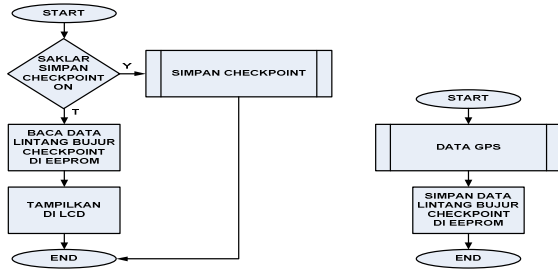 START
SAKLAR
SIMPAN
CHECKPOINT
ON
Y
SIMPAN CHECKPOINT
T
BACA DATA
LINTANG BUJUR
CHECKPOINT
DI EEPROM
TAMPILKAN
DI LCD
END
START
DATA GPS
SIMPAN DATA
LINTANG BUJUR
CHECKPOINT
DI EEPROM
END